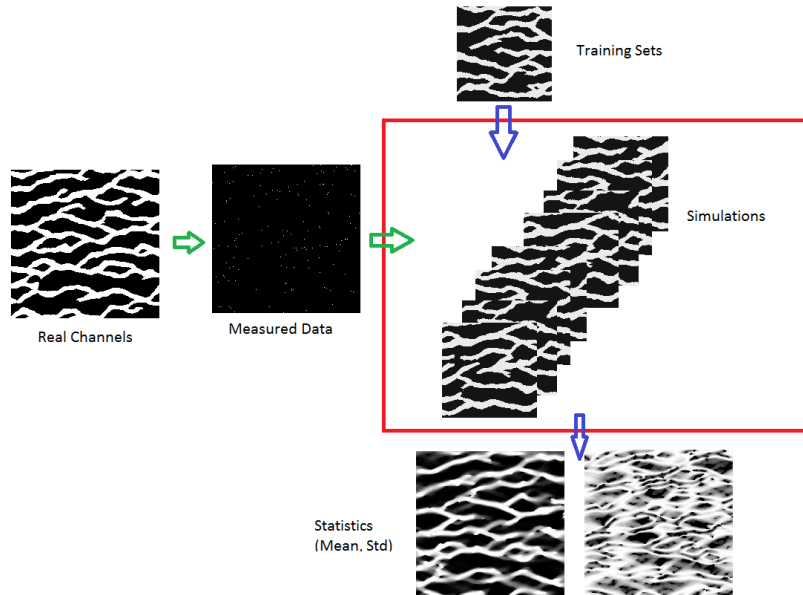 Training Sets
Simulations
Real Channels
Measured Data
Statistics
(Mean, Std)